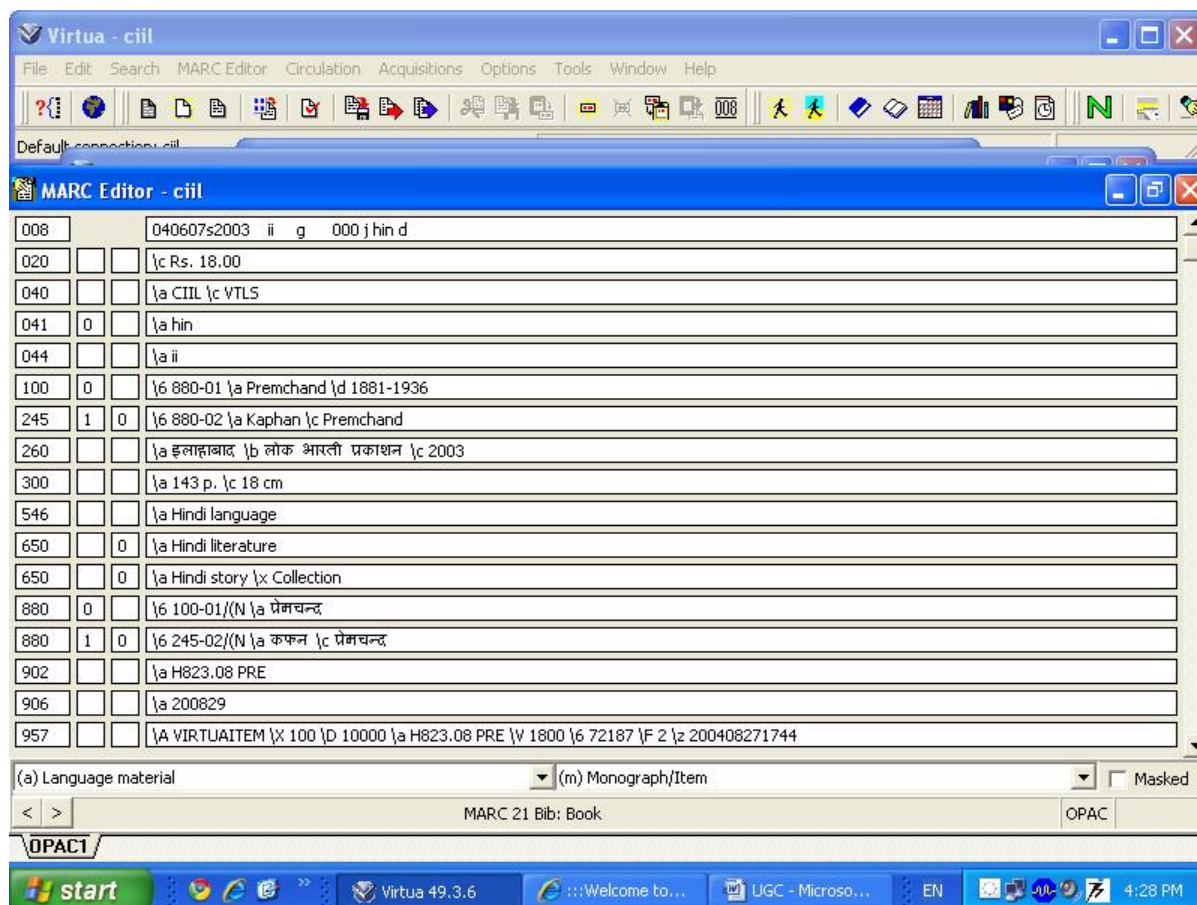 Virtua - ciil
File Edit Search MARC Editor Circulation Acquisitions Options Tools Window Help
?{} 008 N
Default connection: ciil
MARC Editor - ciil
008 040607s2003 ii g 000 j hin d
020 \c Rs. 18.00
040 \a CIIL \c VTLS
041 0 \a hin
044 \a ii
100 0 \6 880-01 \a Premchand \d 1881-1936
245 1 0 \6 880-02 \a Kaphan \c Premchand
260 \a इलाहाबाद \b लोक भारती प्रकाशन \c 2003
300 \a 143 p. \c 18 cm
546 \a Hindi language
650 0 \a Hindi literature
650 0 \a Hindi story \x Collection
880 0 \6 100-01/(N \a प्रेमचन्द
880 1 0 \6 245-02/(N \a कफन \c प्रेमचन्द
902 \a H823.08 PRE
906 \a 200829
957 \A VIRTUAITEM \X 100 \D 10000 \a H823.08 PRE \V 1800 \6 72187 \F 2 \z 200408271744
(a) Language material (m) Monograph/Item Masked
< > MARC 21 Bib: Book OPAC
OPAC1
start » Virtua 49.3.6 :::Welcome to... UGC - Microso... EN 4:28 PM